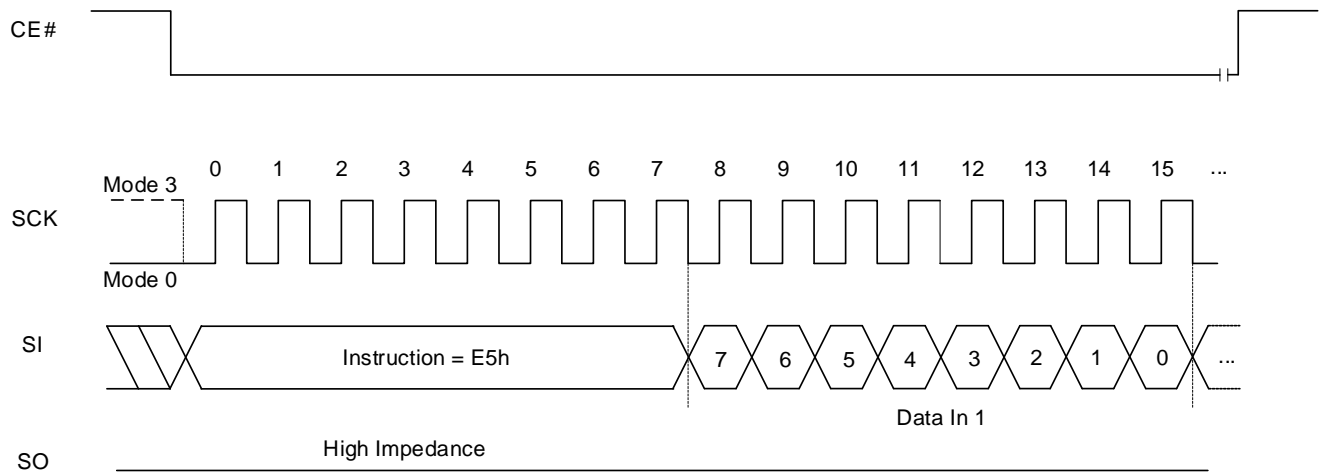 CE#
0 1 2 3 4 5 6 7 8 9 10 11 12 13 14 15 ...
Mode 3
SCK
Mode 0
SI
Instruction = E5h
7 6 5 4 3 2 1 0 ...
Data In 1
High Impedance
SO